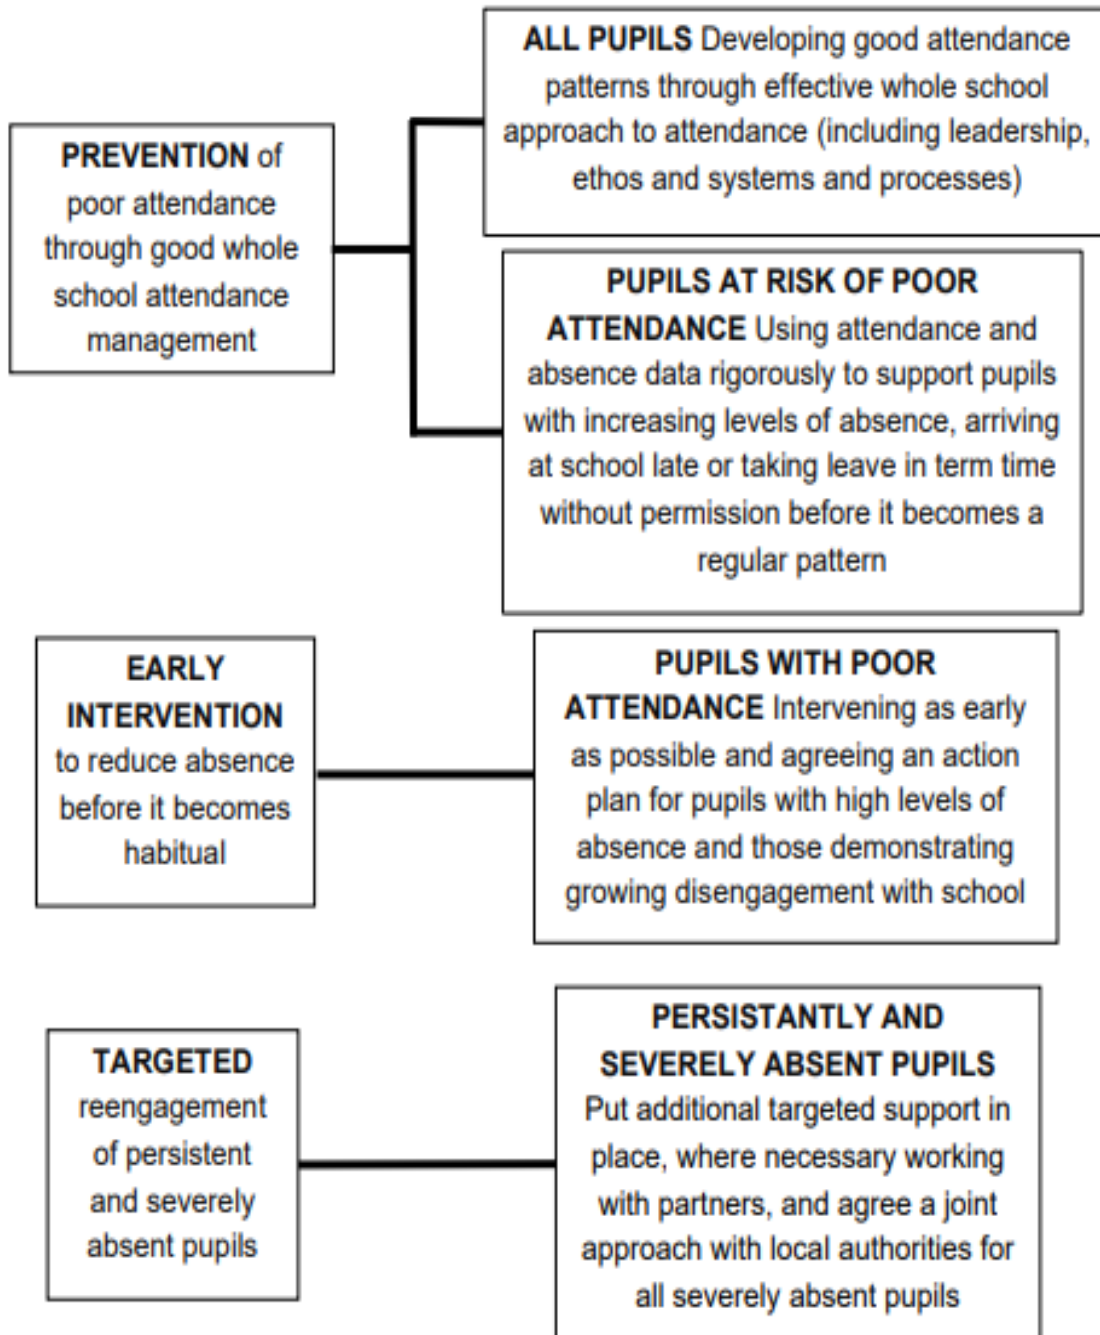 PREVENTION of
poor attendance
through good whole
school attendance
management
ALL PUPILS Developing good attendance
patterns through effective whole school
approach to attendance (including leadership,
ethos and systems and processes)
PUPILS AT RISK OF POOR
ATTENDANCE Using attendance and
absence data rigorously to support pupils
with increasing levels of absence, arriving
at school late or taking leave in term time
without permission before it becomes a
regular pattern
EARLY
INTERVENTION
to reduce absence
before it becomes
habitual
PUPILS WITH POOR
ATTENDANCE Intervening as early
as possible and agreeing an action
plan for pupils with high levels of
absence and those demonstrating
growing disengagement with school
TARGETED
reengagement
of persistent
and severely
absent pupils
PERSISTANTLY AND
SEVERELY ABSENT PUPILS
Put additional targeted support in
place, where necessary working
with partners, and agree a joint
approach with local authorities for
all severely absent pupils